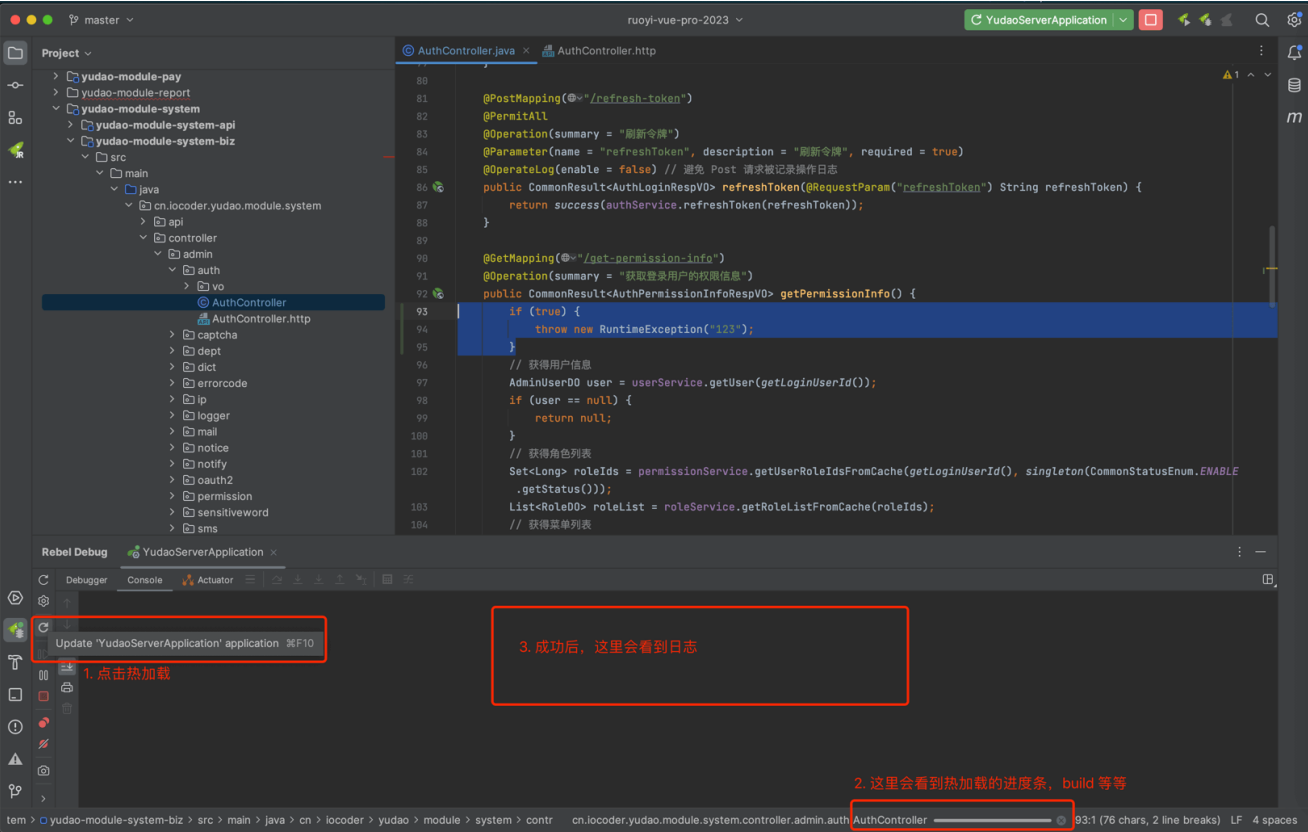 master
ruoyi-vue-pro-2023
YudaoServerApplication
Project
AuthController.java
AuthController.http
1
yudao-module-pay
yudao-module-report
yudao-module-system
yudao-module-system-api
yudao-module-system-biz
src
main
java
cn.iocoder.yudao.module.system
api
controller
admin
auth
vo
AuthController
AuthController.http
captcha
dept
dict
errorcode
ip
logger
mail
notice
notify
oauth2
permission
sensitiveword
sms
80
81 @PostMapping("/refresh-token")
82 @PermitAll
83 @Operation(summary = "刷新令牌")
84 @Parameter(name = "refreshToken", description = "刷新令牌", required = true)
85 @OperateLog(enable = false) // 避免 Post 请求被记录操作日志
86 public CommonResult<AuthLoginRespVO> refreshToken(@RequestParam("refreshToken") String refreshToken) {
87 return success(authService.refreshToken(refreshToken));
88 }
89
90 @GetMapping("/get-permission-info")
91 @Operation(summary = "获取登录用户的权限信息")
92 public CommonResult<AuthPermissionInfoRespVO> getPermissionInfo() {
93 if (true) {
94 throw new RuntimeException("123");
95 }
96 // 获得用户信息
97 AdminUserDO user = userService.getUser(getLoginUserId());
98 if (user == null) {
99 return null;
100 }
101 // 获得角色列表
102 Set<Long> roleIds = permissionService.getUserRoleIdsFromCache(getLoginUserId(), singleton(CommonStatusEnum.ENABLE
.getStatus()));
103 List<RoleDO> roleList = roleService.getRoleListFromCache(roleIds);
104 // 获得菜单列表
Rebel Debug
YudaoServerApplication
Debugger
Console
Actuator
Update 'YudaoServerApplication' application ⌘F10
1. 点击热加载
3. 成功后，这里会看到日志
2. 这里会看到热加载的进度条，build 等等
tem > yudao-module-system-biz > src > main > java > cn > iocoder > yudao > module > system > contr
cn.iocoder.yudao.module.system.controller.admin.auth.AuthController
93:1 (76 chars, 2 line breaks)
LF
4 spaces